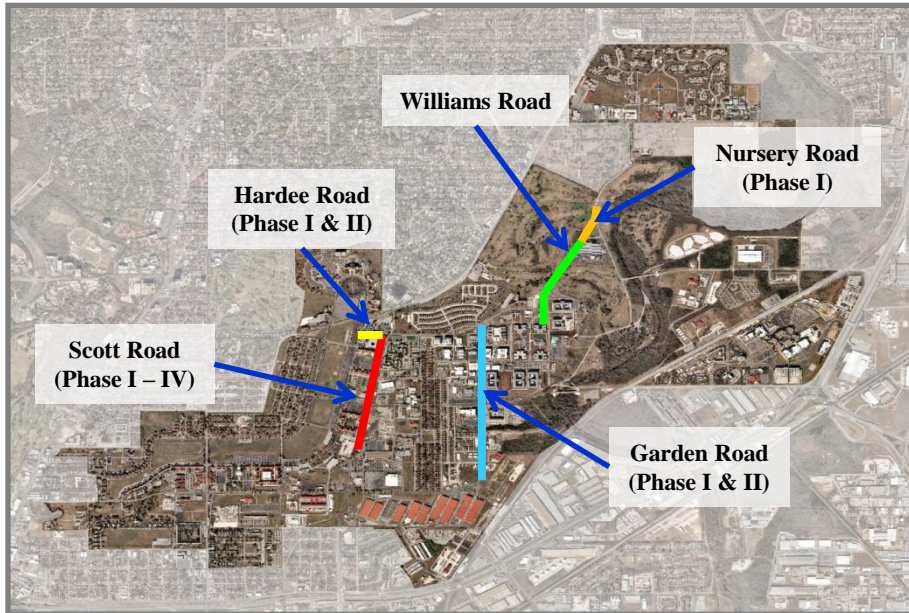 Williams Road
Nursery Road
(Phase I)
Hardee Road
(Phase I & II)
Scott Road
(Phase I – IV)
Garden Road
(Phase I & II)